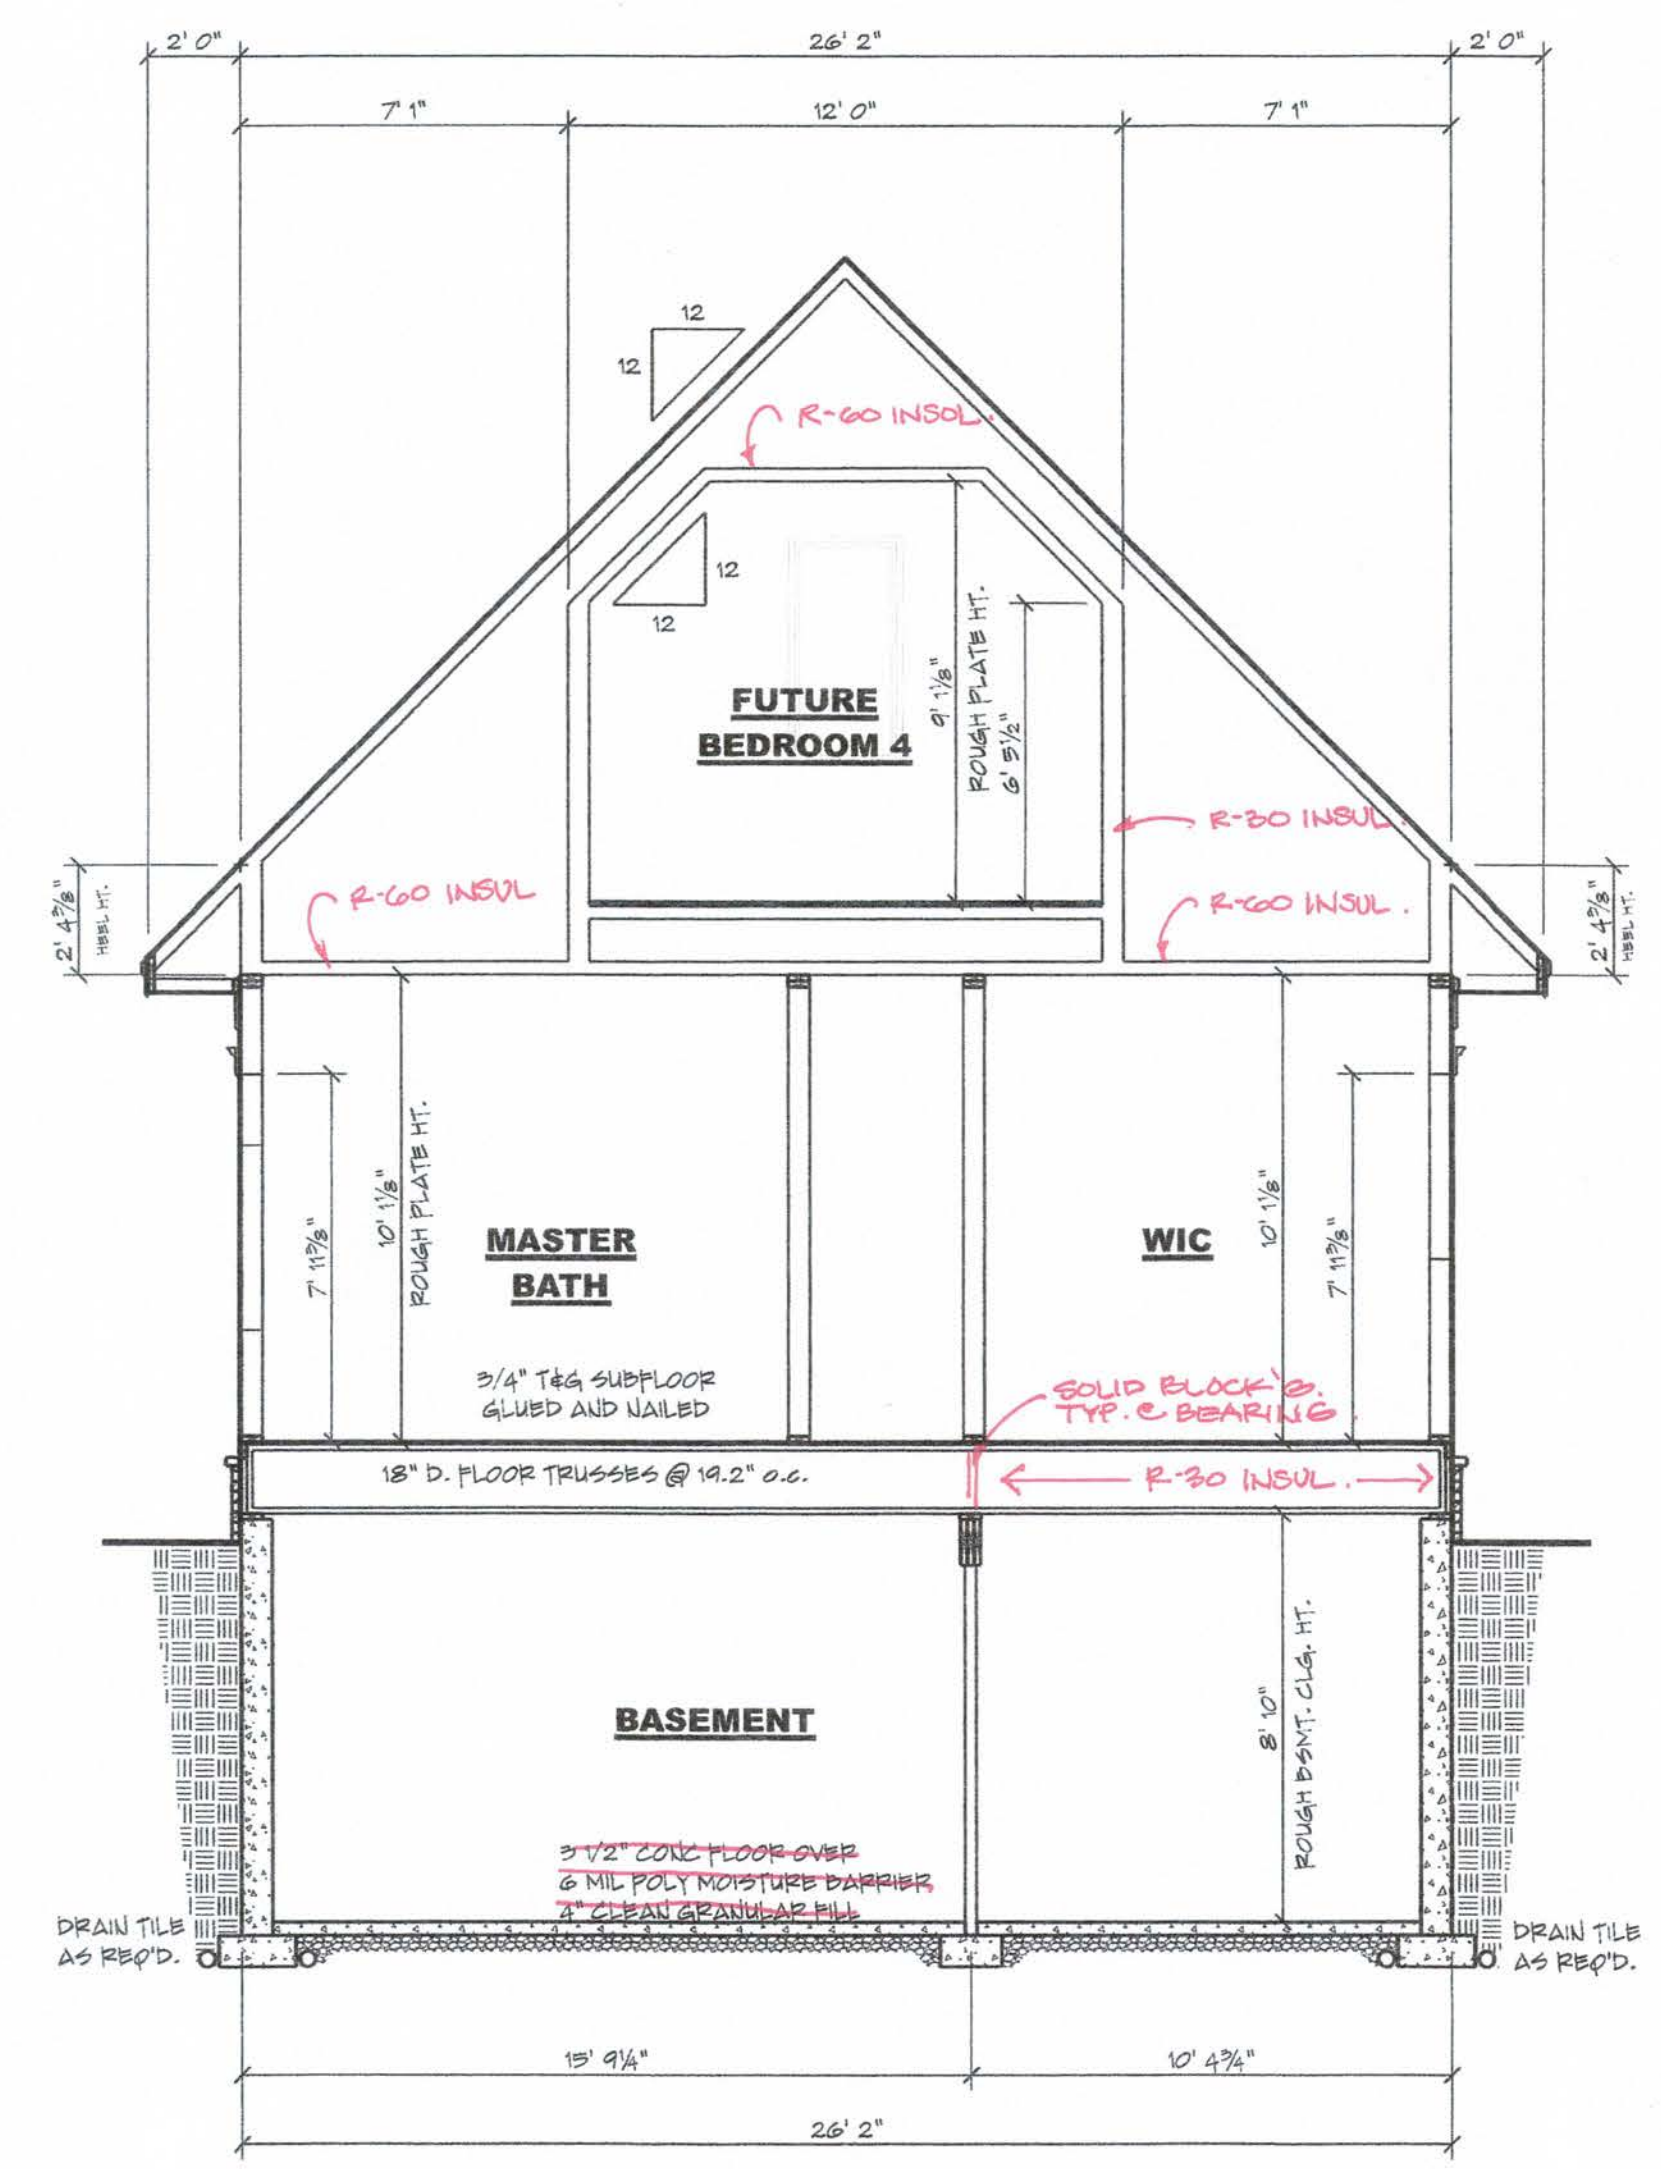 2' 0"
26' 2"
2' 0"
7' 1"
12' 0"
7' 1"
12
12
R-60 INSOL.
12
12
9' 1 1/8"
ROUGH PLATE HT.
6' 5 1/2"
FUTURE
BEDROOM 4
R-30 INSUL.
R-60 INSUL
R-60 INSUL.
2' 4 3/8"
HEEL HT.
2' 4 3/8"
HEEL HT.
7' 11 3/8"
10' 1 1/8"
ROUGH PLATE HT.
MASTER
BATH
WIC
10' 1 1/8"
7' 11 3/8"
3/4" T&G SUBFLOOR
GLUED AND NAILED
SOLID BLOCK'G.
TYP. @ BEARING.
18" D. FLOOR TRUSSES @ 19.2" o.c.
R-30 INSUL.
BASEMENT
8' 10"
ROUGH BSMT. CLG. HT.
3 1/2" CONC FLOOR OVER
6 MIL POLY MOISTURE BARRIER
4" CLEAN GRANULAR FILL
DRAIN TILE
AS REQ'D.
DRAIN TILE
AS REQ'D.
15' 9 1/4"
10' 4 3/4"
26' 2"